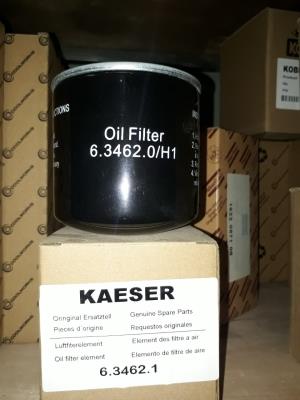 KOB
CTIONS
Oil Filter
6.3462.0/H1
KAESER
Oringinal Ersatzteil Genuine Spare Parts
Pieces d'origine Requestos originales
Luftfilterelement Element des filtre a air
Oil filter element Elemento de filtre de aire
6.3462.1